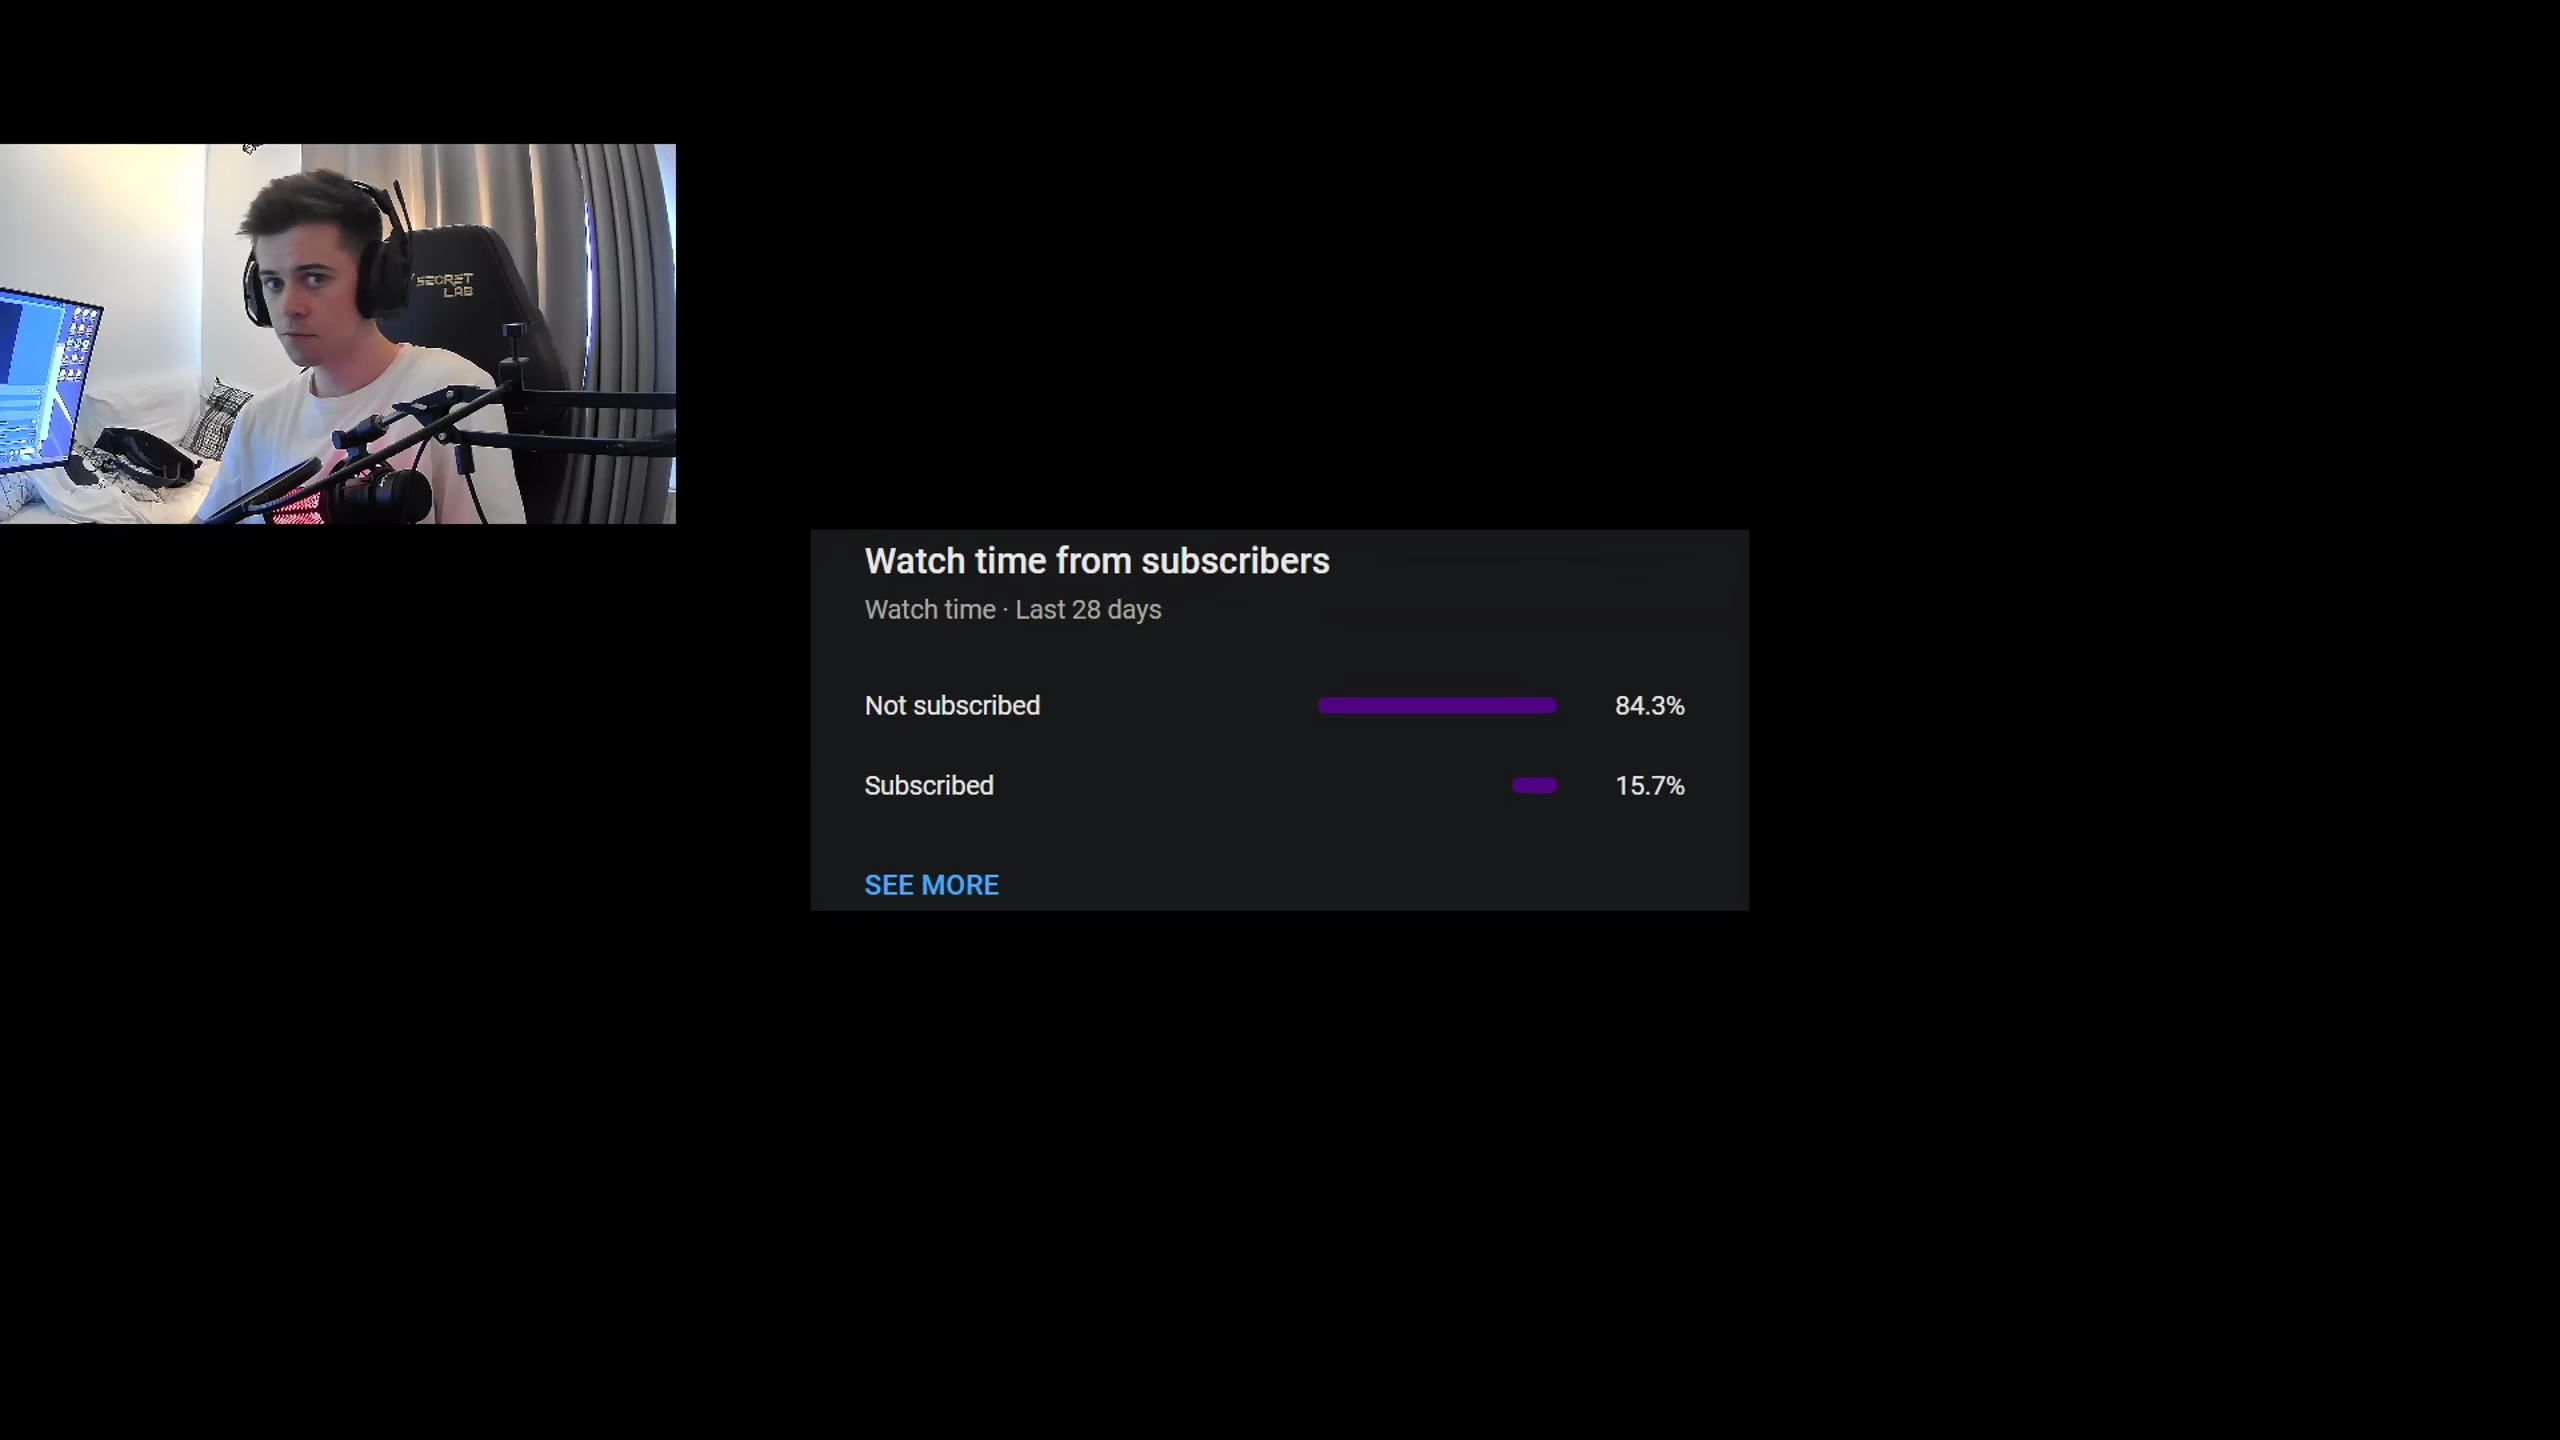 SECRET
LAB
Watch time from subscribers
Watch time · Last 28 days
Not subscribed 84.3%
Subscribed 15.7%
SEE MORE